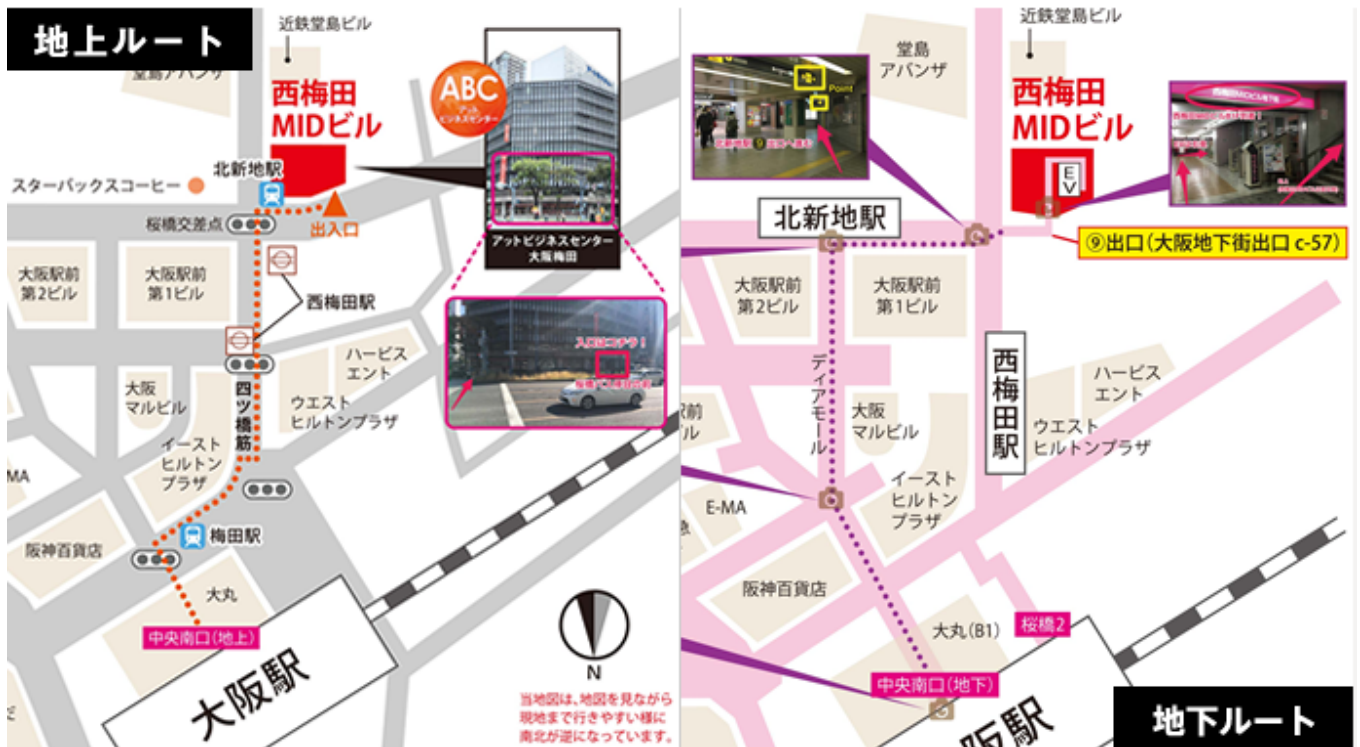 地上ルート
近鉄堂島ビル
堂島アバンザ
西梅田
MIDビル
ABC
アット
ビジネスセンター
北新地駅
スターバックスコーヒー
桜橋交差点
出入口
アットビジネスセンター
大阪梅田
大阪駅前
第2ビル
大阪駅前
第1ビル
西梅田駅
入口はコチラ！
ハービス
エント
大阪
マルビル
四ツ橋筋
ウエスト
ヒルトンプラザ
イースト
ヒルトン
プラザ
MA
梅田駅
阪神百貨店
大丸
中央南口(地上)
大阪駅
N
当地図は、地図を見ながら
現地まで行きやすい様に
南北が逆になっています。
近鉄堂島ビル
堂島
アバンザ
Point
北新地駅 9 出口へ進む
西梅田
MIDビル
EV
北新地駅
⑨出口(大阪地下街出口 c-57)
大阪駅前
第2ビル
大阪駅前
第1ビル
ディアモール
西梅田駅
ハービス
エント
駅前
ル
大阪
マルビル
ウエスト
ヒルトンプラザ
イースト
ヒルトン
プラザ
E-MA
阪神百貨店
大丸(B1)
桜橋2
中央南口(地下)
阪駅
地下ルート